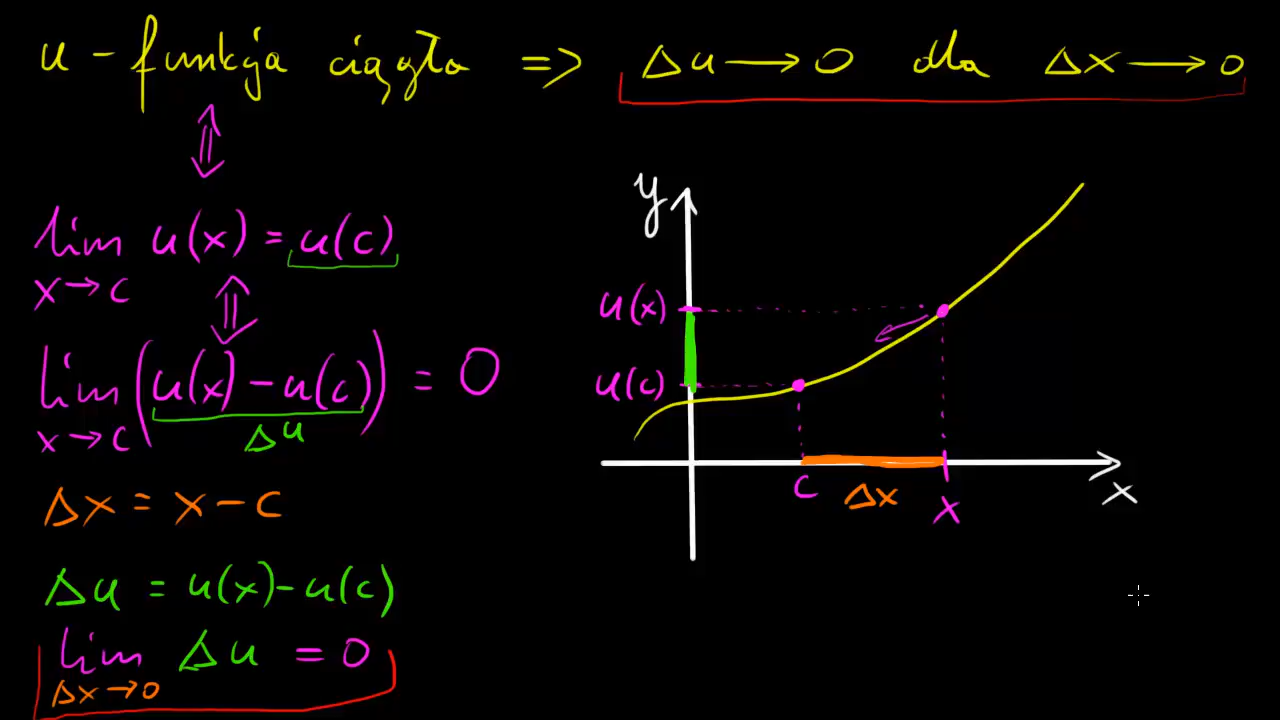 u - funkcja ciągła => Δu → 0 dla Δx → 0
⇕
lim u(x) = u(c)
x → c
⇕
lim (u(x) - u(c)) = 0
x → c
Δu
Δx = x - c
Δu = u(x) - u(c)
lim Δu = 0
Δx → 0
y
u(x)
u(c)
c Δx x
x